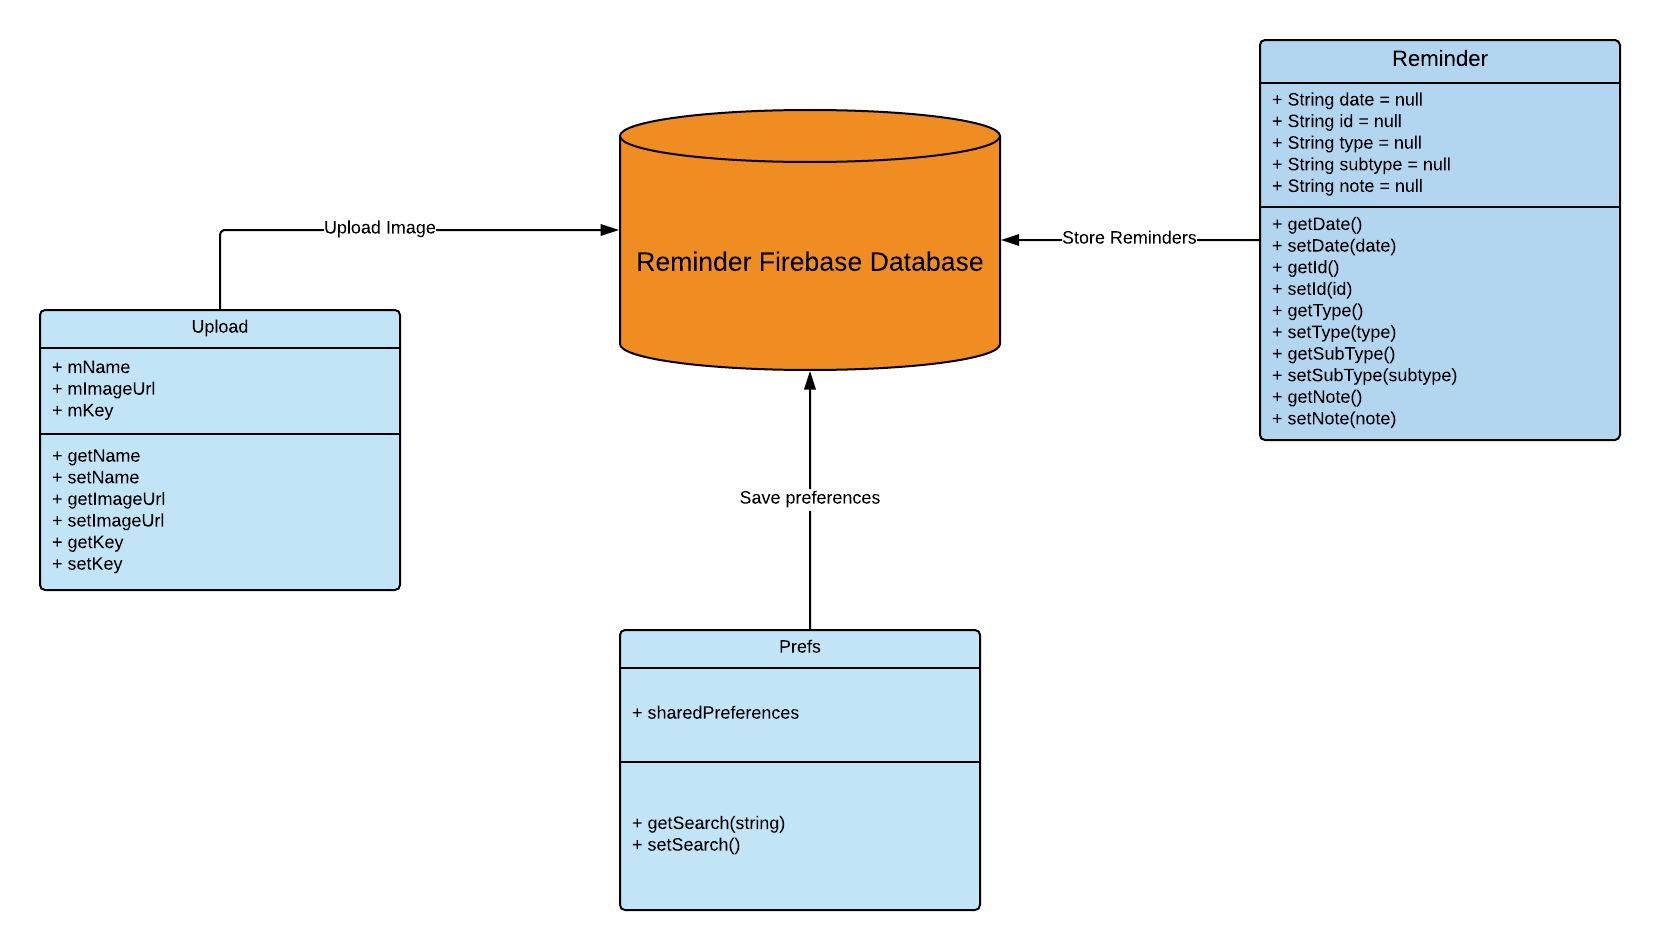 Reminder
+ String date = null
+ String id = null
+ String type = null
+ String subtype = null
+ String note = null
+ getDate()
+ setDate(date)
+ getId()
+ setId(id)
+ getType()
+ setType(type)
+ getSubType()
+ setSubType(subtype)
+ getNote()
+ setNote(note)
Upload Image
Store Reminders
Reminder Firebase Database
Upload
+ mName
+ mImageUrl
+ mKey
+ getName
+ setName
+ getImageUrl
+ setImageUrl
+ getKey
+ setKey
Save preferences
Prefs
+ sharedPreferences
+ getSearch(string)
+ setSearch()